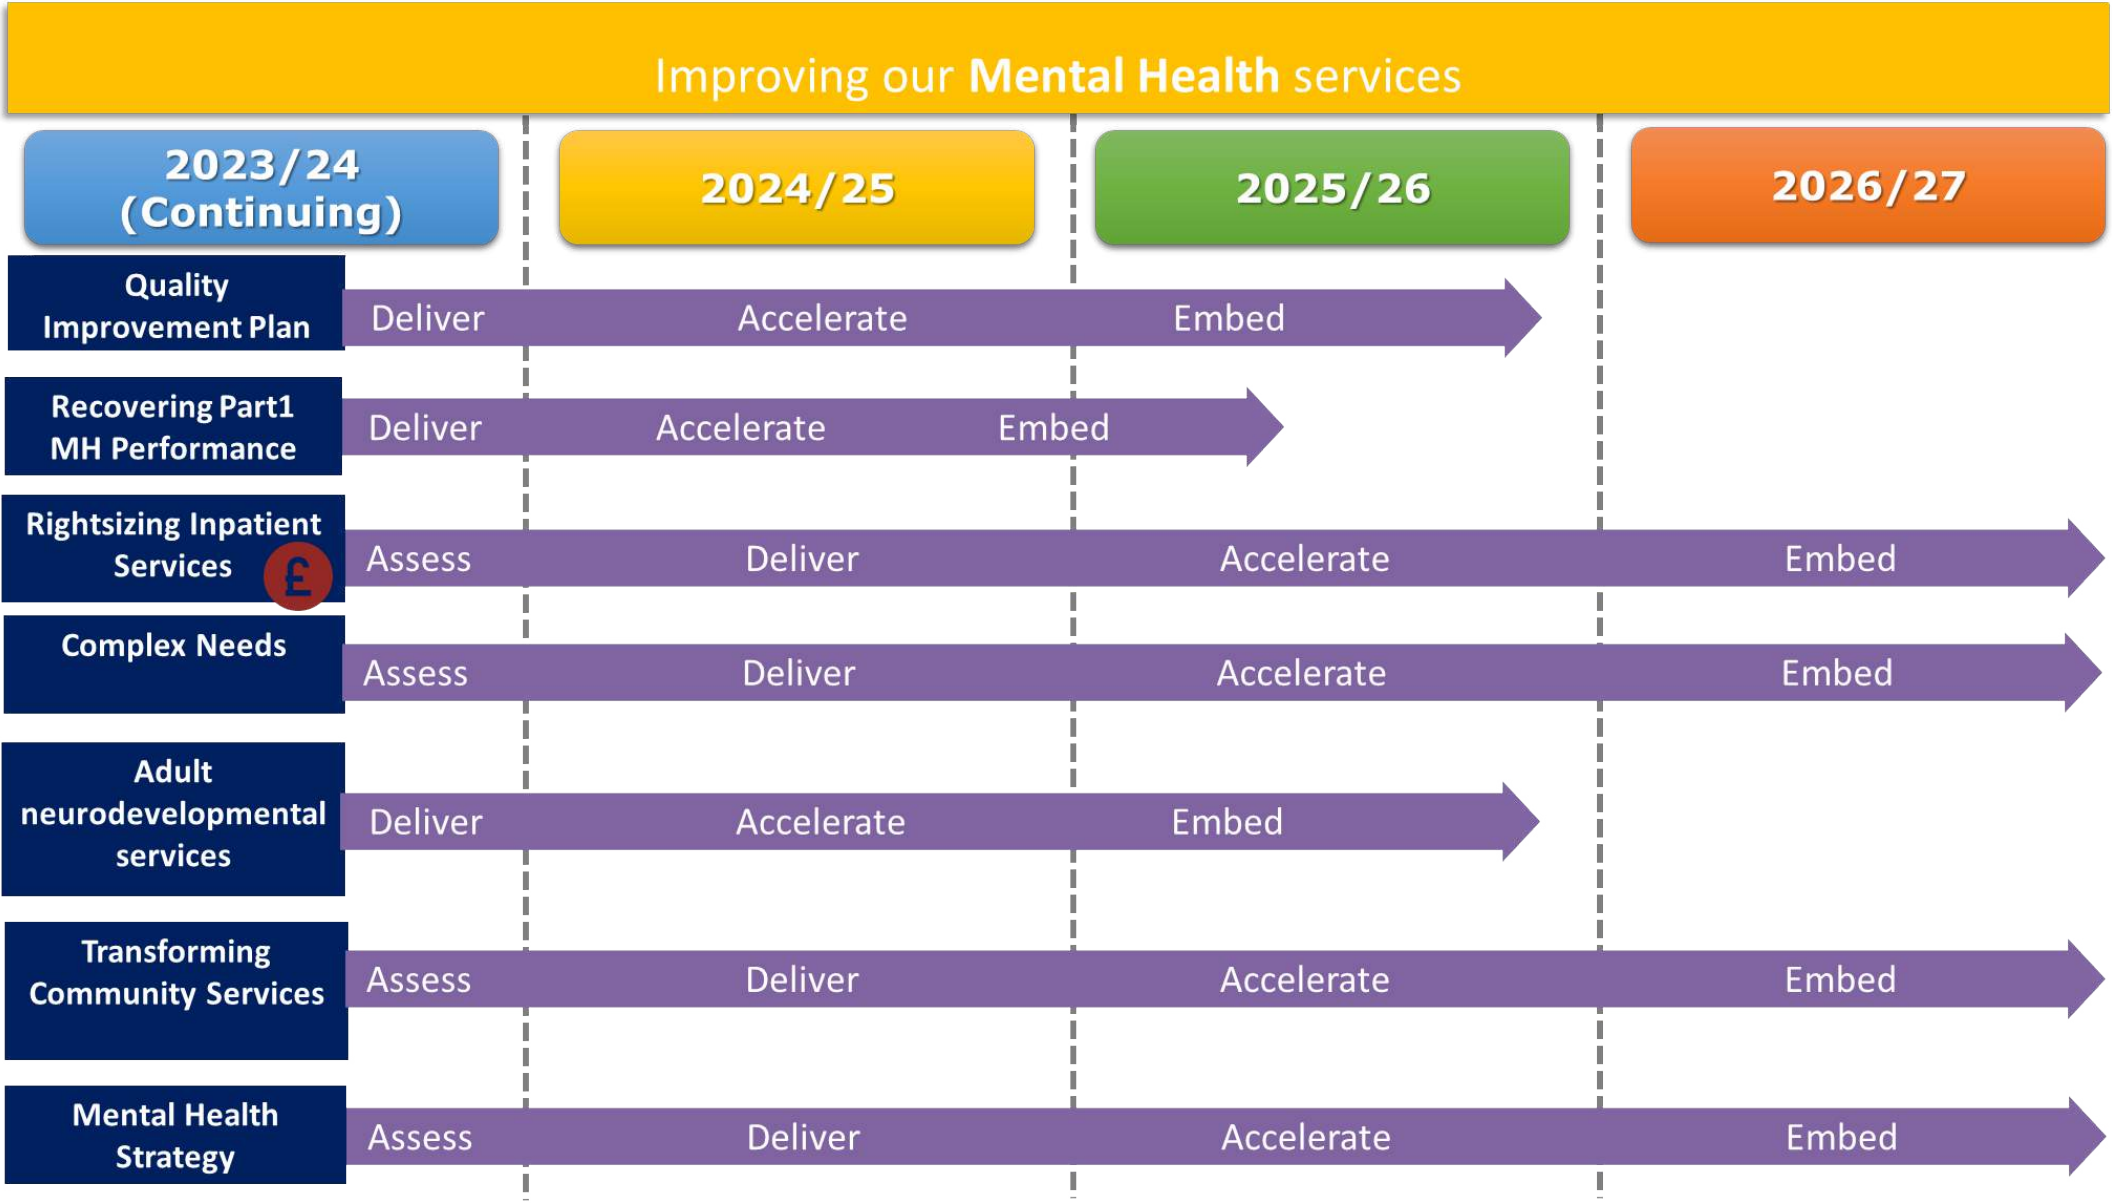 Improving our Mental Health services
2023/24
(Continuing)
2024/25
2025/26
2026/27
Quality
Improvement Plan
Deliver
Accelerate
Embed
Recovering Part1
MH Performance
Deliver
Accelerate
Embed
Rightsizing Inpatient
Services
£
Assess
Deliver
Accelerate
Embed
Complex Needs
Assess
Deliver
Accelerate
Embed
Adult
neurodevelopmental
services
Deliver
Accelerate
Embed
Transforming
Community Services
Assess
Deliver
Accelerate
Embed
Mental Health
Strategy
Assess
Deliver
Accelerate
Embed